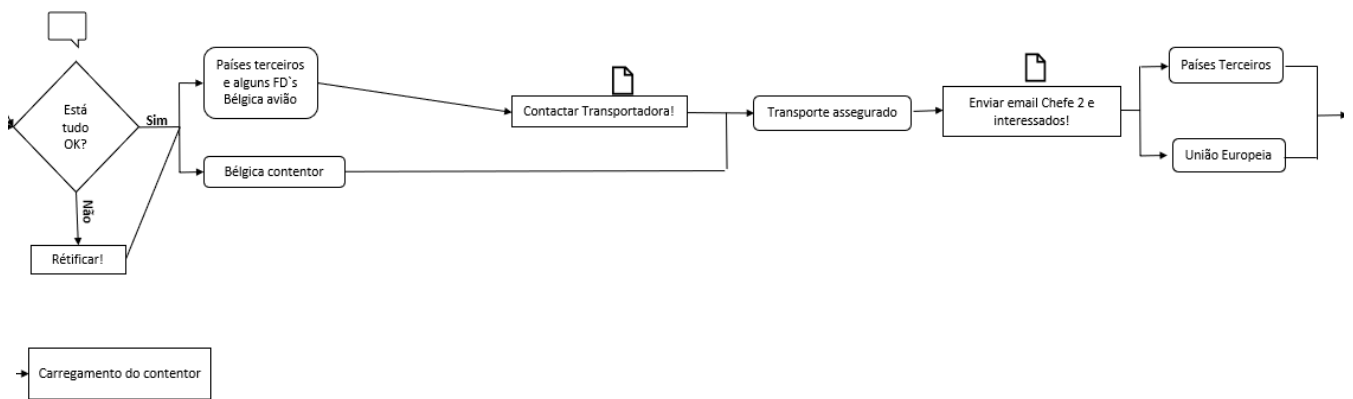 Está
tudo
OK?
Sim
Não
Rétificar!
Países terceiros
e alguns FD`s
Bélgica avião
Bélgica contentor
Contactar Transportadora!
Transporte assegurado
Enviar email Chefe 2 e
interessados!
Países Terceiros
União Europeia
Carregamento do contentor